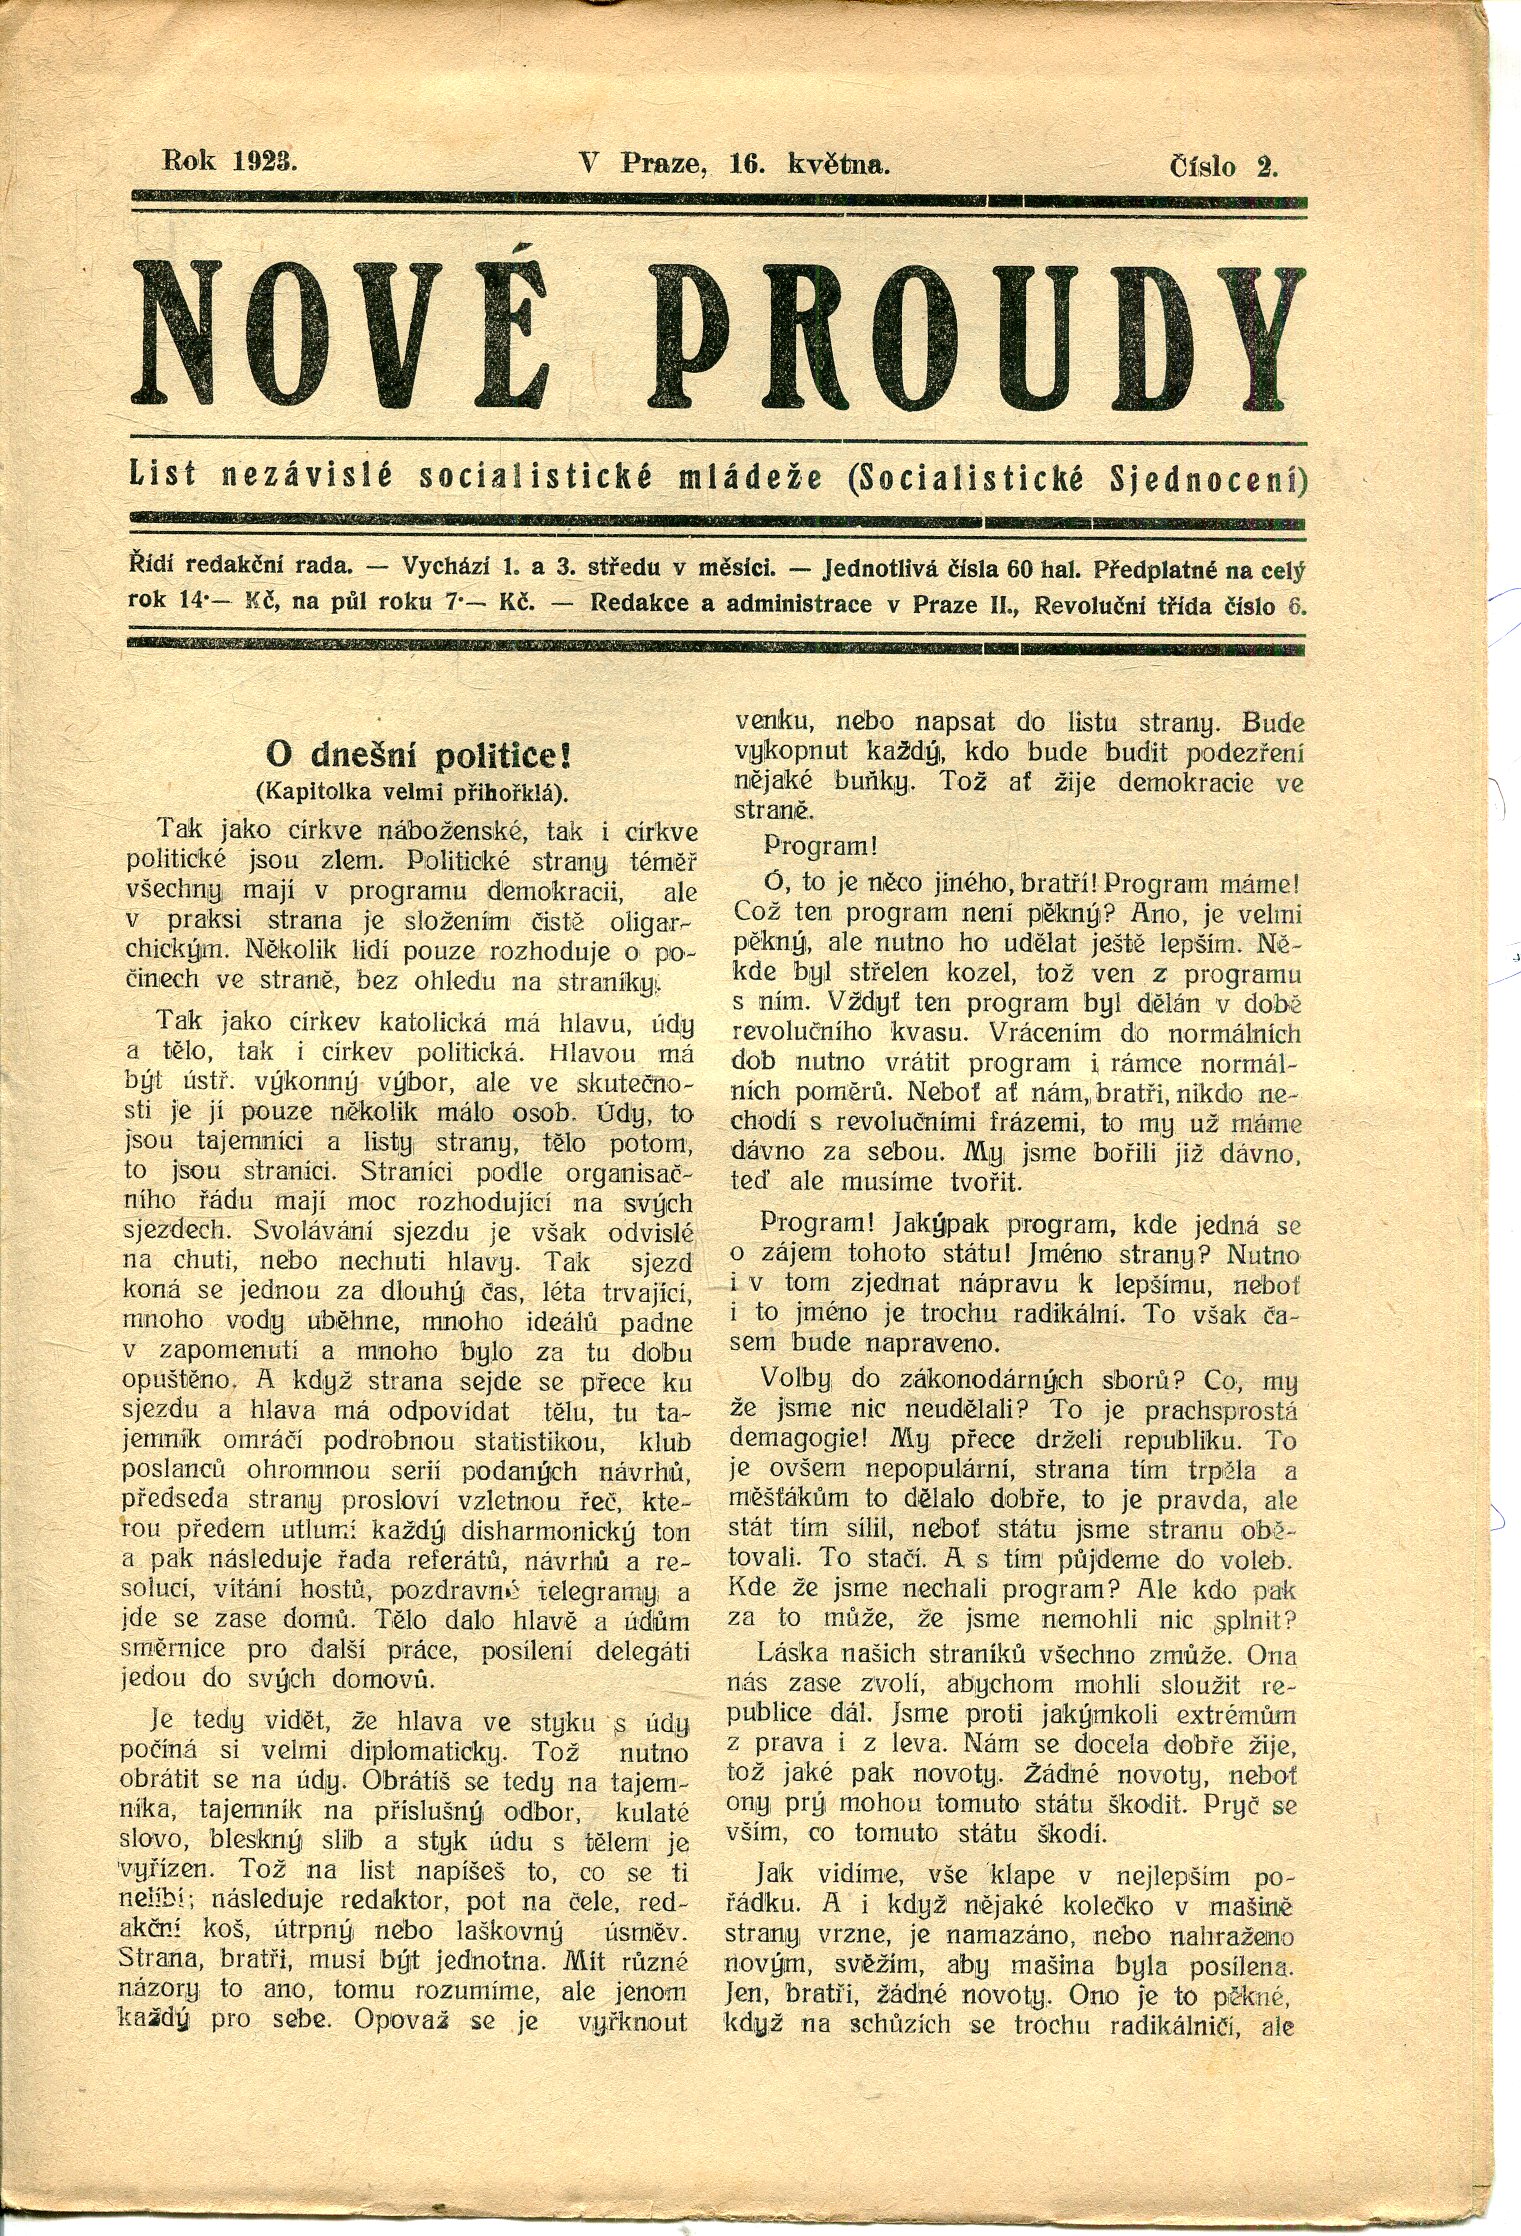 Rok 1923.
V Praze, 16. května.
Číslo 2.
NOVÉ PROUDY
List nezávislé socialistické mládeže (Socialistické Sjednocení)
Řídí redakční rada. — Vychází 1. a 3. středu v měsíci. — Jednotlivá čísla 60 hal. Předplatné na celý
rok 14·— Kč, na půl roku 7·— Kč. — Redakce a administrace v Praze II., Revoluční třída číslo 6.
O dnešní politice!
(Kapitolka velmi přihořklá).
Tak jako církve náboženské, tak i církve
politické jsou zlem. Politické strany téměř
všechny mají v programu demokracii, ale
v praksi strana je složením čistě oligar-
chickým. Několik lidí pouze rozhoduje o po-
činech ve straně, bez ohledu na straníky.
Tak jako církev katolická má hlavu, údy
a tělo, tak i církev politická. Hlavou má
býť ústř. výkonný výbor, ale ve skutečno-
sti je jí pouze několik málo osob. Údy, to
jsou tajemníci a listy strany, tělo potom,
to jsou straníci. Straníci podle organisač-
ního řádu mají moc rozhodující na svých
sjezdech. Svolávání sjezdu je však odvislé
na chuti, nebo nechuti hlavy. Tak sjezd
koná se jednou za dlouhý čas, léta trvající,
mnoho vody uběhne, mnoho ideálů padne
v zapomenutí a mnoho bylo za tu dobu
opuštěno. A když strana sejde se přece ku
sjezdu a hlava má odpovídat tělu, tu ta-
jemník omráčí podrobnou statistikou, klub
poslanců ohromnou serií podaných návrhů,
předseda strany prosloví vzletnou řeč, kte-
rou předem utlumí každý disharmonický ton
a pak následuje řada referátů, návrhů a re-
solucí, vítání hostů, pozdravné telegramy a
jde se zase domů. Tělo dalo hlavě a údům
směrnice pro další práce, posílení delegáti
jedou do svých domovů.
Je tedy vidět, že hlava ve styku s údy
počíná si velmi diplomaticky. Tož nutno
obrátit se na údy. Obrátíš se tedy na tajem-
níka, tajemník na příslušný odbor, kulaté
slovo, bleskný slib a styk údu s tělem je
vyřízen. Tož na list napíšeš to, co se ti
nelíbí; následuje redaktor, pot na čele, red-
akční koš, útrpný nebo laškovný úsměv.
Strana, bratři, musí být jednotna. Mít různé
názory to ano, tomu rozumíme, ale jenom
každý pro sebe. Opovaž se je vyřknout
venku, nebo napsat do listu strany. Bude
vykopnut každý, kdo bude budit podezření
nějaké buňky. Tož ať žije demokracie ve
straně.
Program!
Ó, to je něco jiného, bratří! Program máme!
Což ten program není pěkný? Ano, je velmi
pěkný, ale nutno ho udělat ještě lepším. Ně-
kde byl střelen kozel, tož ven z programu
s ním. Vždyť ten program byl dělán v době
revolučního kvasu. Vrácením do normálních
dob nutno vrátit program i rámce normál-
ních poměrů. Neboť ať nám, bratři, nikdo ne-
chodí s revolučními frázemi, to my už máme
dávno za sebou. My jsme bořili již dávno,
teď ale musíme tvořit.
Program! Jakýpak program, kde jedná se
o zájem tohoto státu! Jméno strany? Nutno
i v tom zjednat nápravu k lepšímu, neboť
i to jméno je trochu radikální. To však ča-
sem bude napraveno.
Volby do zákonodárných sborů? Co, my
že jsme nic neudělali? To je prachsprostá
demagogie! My přece drželi republiku. To
je ovšem nepopulární, strana tím trpěla a
měšťákům to dělalo dobře, to je pravda, ale
stát tím sílil, neboť státu jsme stranu obě-
tovali. To stačí. A s tím půjdeme do voleb.
Kde že jsme nechali program? Ale kdo pak
za to může, že jsme nemohli nic splnit?
Láska našich straníků všechno zmůže. Ona
nás zase zvolí, abychom mohli sloužit re-
publice dál. Jsme proti jakýmkoli extrémům
z prava i z leva. Nám se docela dobře žije,
tož jaké pak novoty. Žádné novoty, neboť
ony prý mohou tomuto státu škodit. Pryč se
vším, co tomuto státu škodí.
Jak vidíme, vše klape v nejlepším po-
řádku. A i když nějaké kolečko v mašině
strany vrzne, je namazáno, nebo nahraženo
novým, svěžím, aby mašina byla posílena.
Jen, bratři, žádné novoty. Ono je to pěkné,
když na schůzích se trochu radikálničí, ale